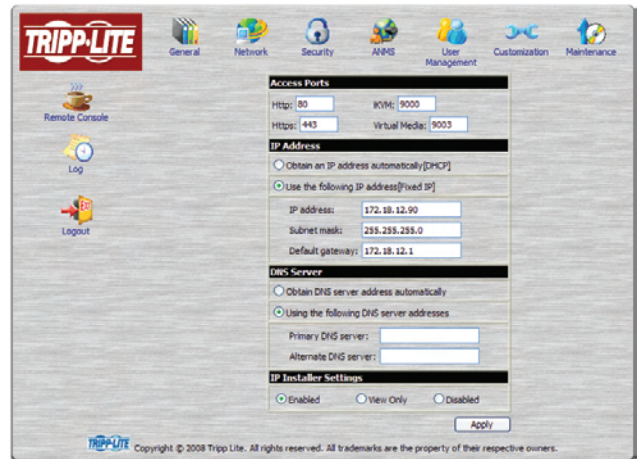 TRIPP·LITE
General
Network
Security
ANMS
User Management
Customization
Maintenance
Remote Console
Log
Logout
Access Ports
Http: 80 iKVM: 9000
Https: 443 Virtual Media: 9003
IP Address
Obtain an IP address automatically[DHCP]
Use the following IP address[Fixed IP]
IP address: 172.18.12.90
Subnet mask: 255.255.255.0
Default gateway: 172.18.12.1
DNS Server
Obtain DNS server address automatically
Using the following DNS server addresses
Primary DNS server:
Alternate DNS server:
IP Installer Settings
Enabled View Only Disabled
Apply
TRIPP·LITE Copyright © 2008 Tripp Lite. All rights reserved. All trademarks are the property of their respective owners.